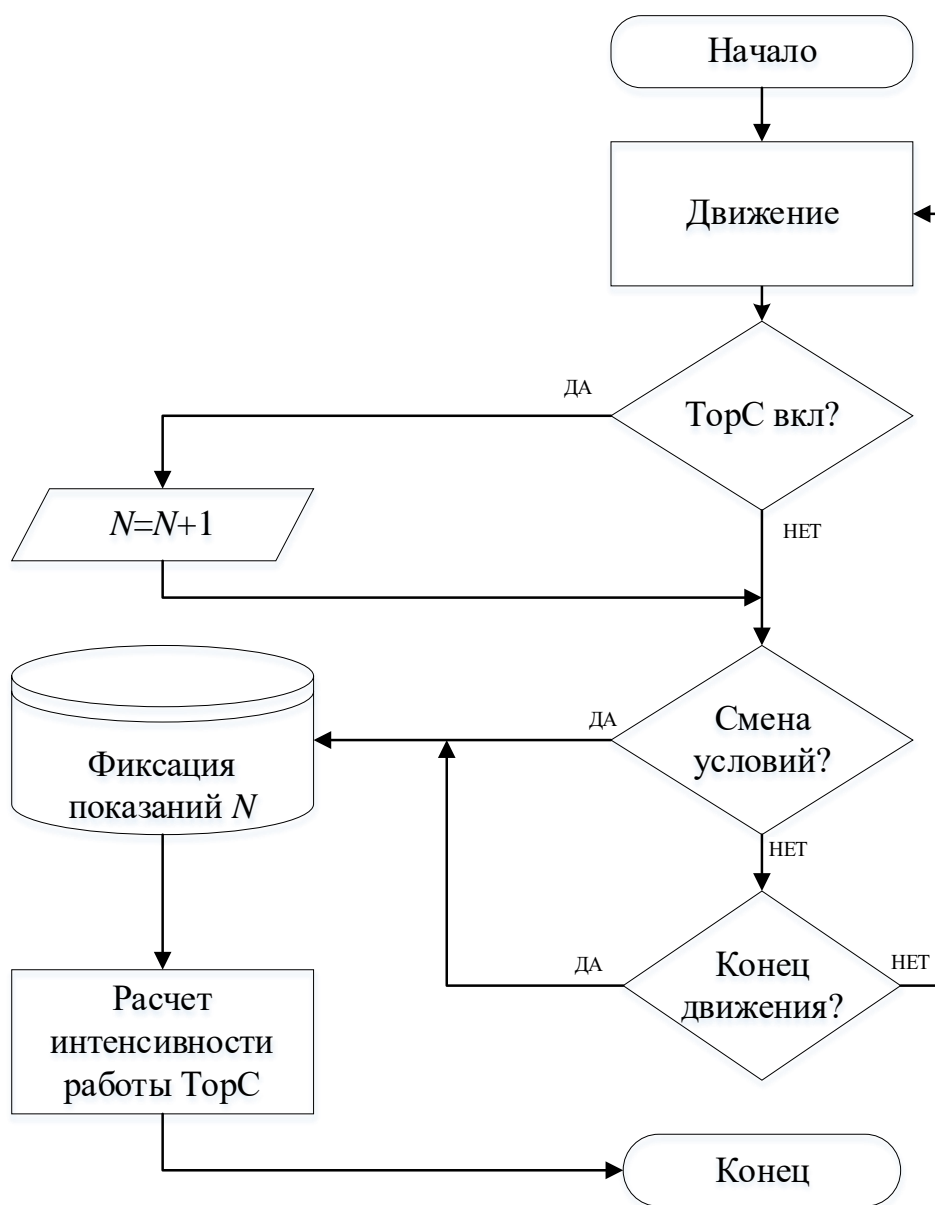 Начало
Движение
ДА
ТорС вкл?
N=N+1
НЕТ
ДА
Смена
условий?
Фиксация
показаний N
НЕТ
ДА
Конец
движения?
НЕТ
Расчет
интенсивности
работы ТорС
Конец